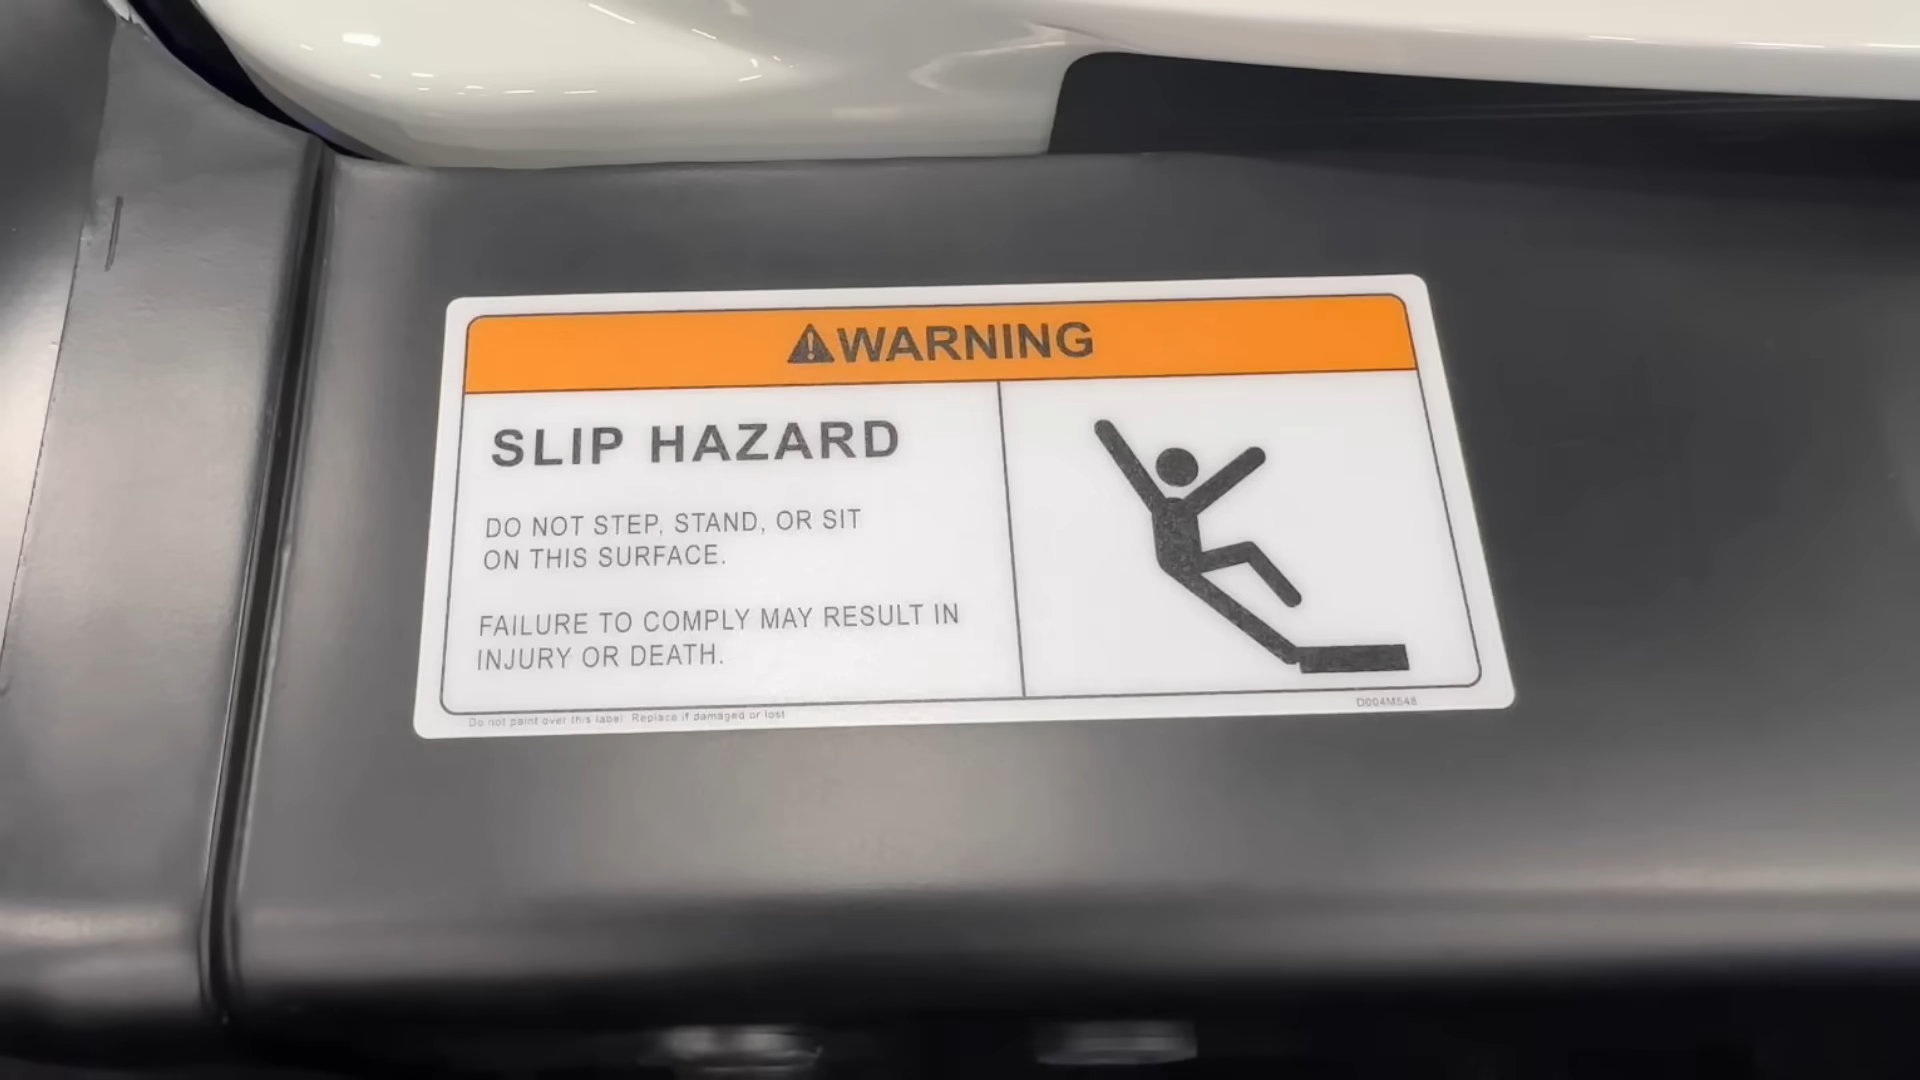 WARNING
SLIP HAZARD
DO NOT STEP, STAND, OR SIT
ON THIS SURFACE.
FAILURE TO COMPLY MAY RESULT IN
INJURY OR DEATH.
Do not paint over this label. Replace if damaged or lost
D004M548